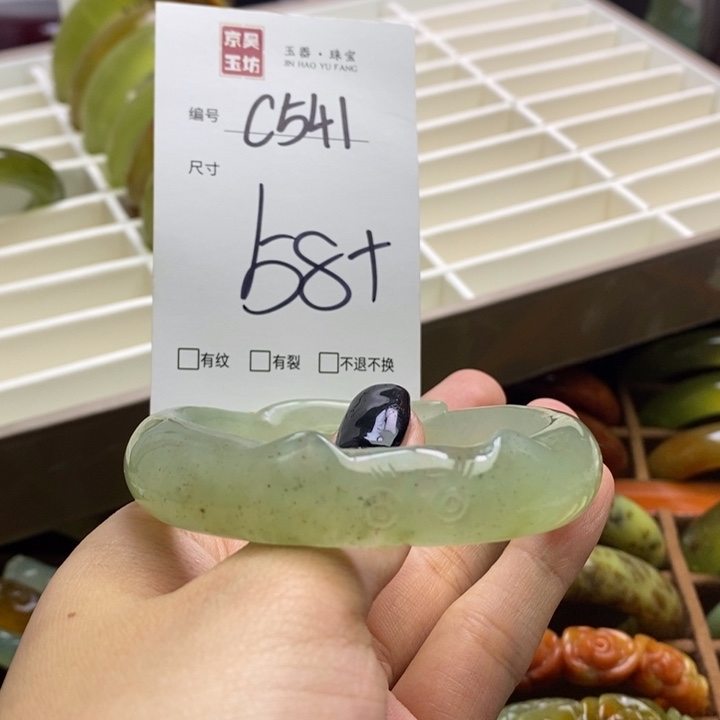 京昊
玉坊
玉器·珠宝
JIN HAO YU FANG
编号 C541
尺寸
58+
□有纹 □有裂 □不退不换